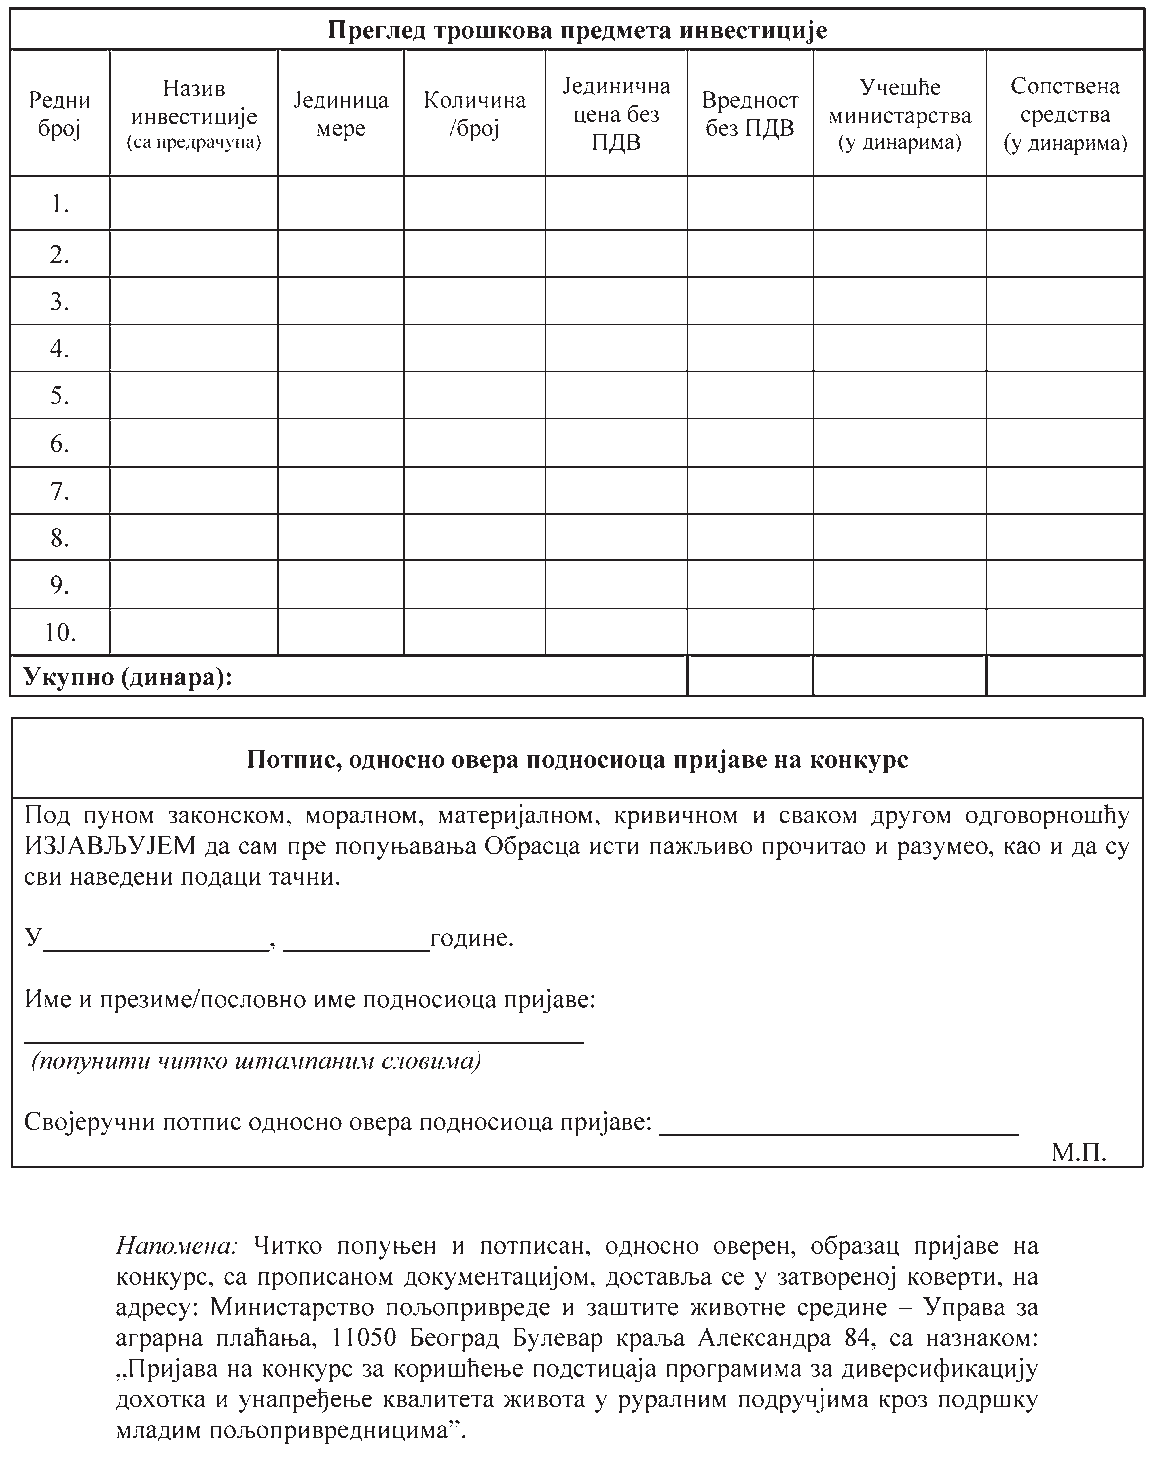 Преглед трошкова предмета инвестиције
Редни број
Назив инвестиције (са предрачуна)
Јединица мере
Количина /број
Јединична цена без ПДВ
Вредност без ПДВ
Учешће министарства (у динарима)
Сопствена средства (у динарима)
1.
2.
3.
4.
5.
6.
7.
8.
9.
10.
Укупно (динара):
Потпис, односно овера подносиоца пријаве на конкурс
Под пуном законском, моралном, материјалном, кривичном и сваком другом одговорношћу
ИЗЈАВЉУЈЕМ да сам пре попуњавања Обрасца исти пажљиво прочитао и разумео, као и да су
сви наведени подаци тачни.
У_________________, ___________године.
Име и презиме/пословно име подносиоца пријаве:
(попунити читко штампаним словима)
Својеручни потпис односно овера подносиоца пријаве: ___________________________
М.П.
Напомена: Читко попуњен и потписан, односно оверен, образац пријаве на
конкурс, са прописаном документацијом, доставља се у затвореној коверти, на
адресу: Министарство пољопривреде и заштите животне средине – Управа за
аграрна плаћања, 11050 Београд Булевар краља Александра 84, са назнаком:
„Пријава на конкурс за коришћење подстицаја програмима за диверсификацију
дохотка и унапређење квалитета живота у руралним подручјима кроз подршку
младим пољопривредницима”.